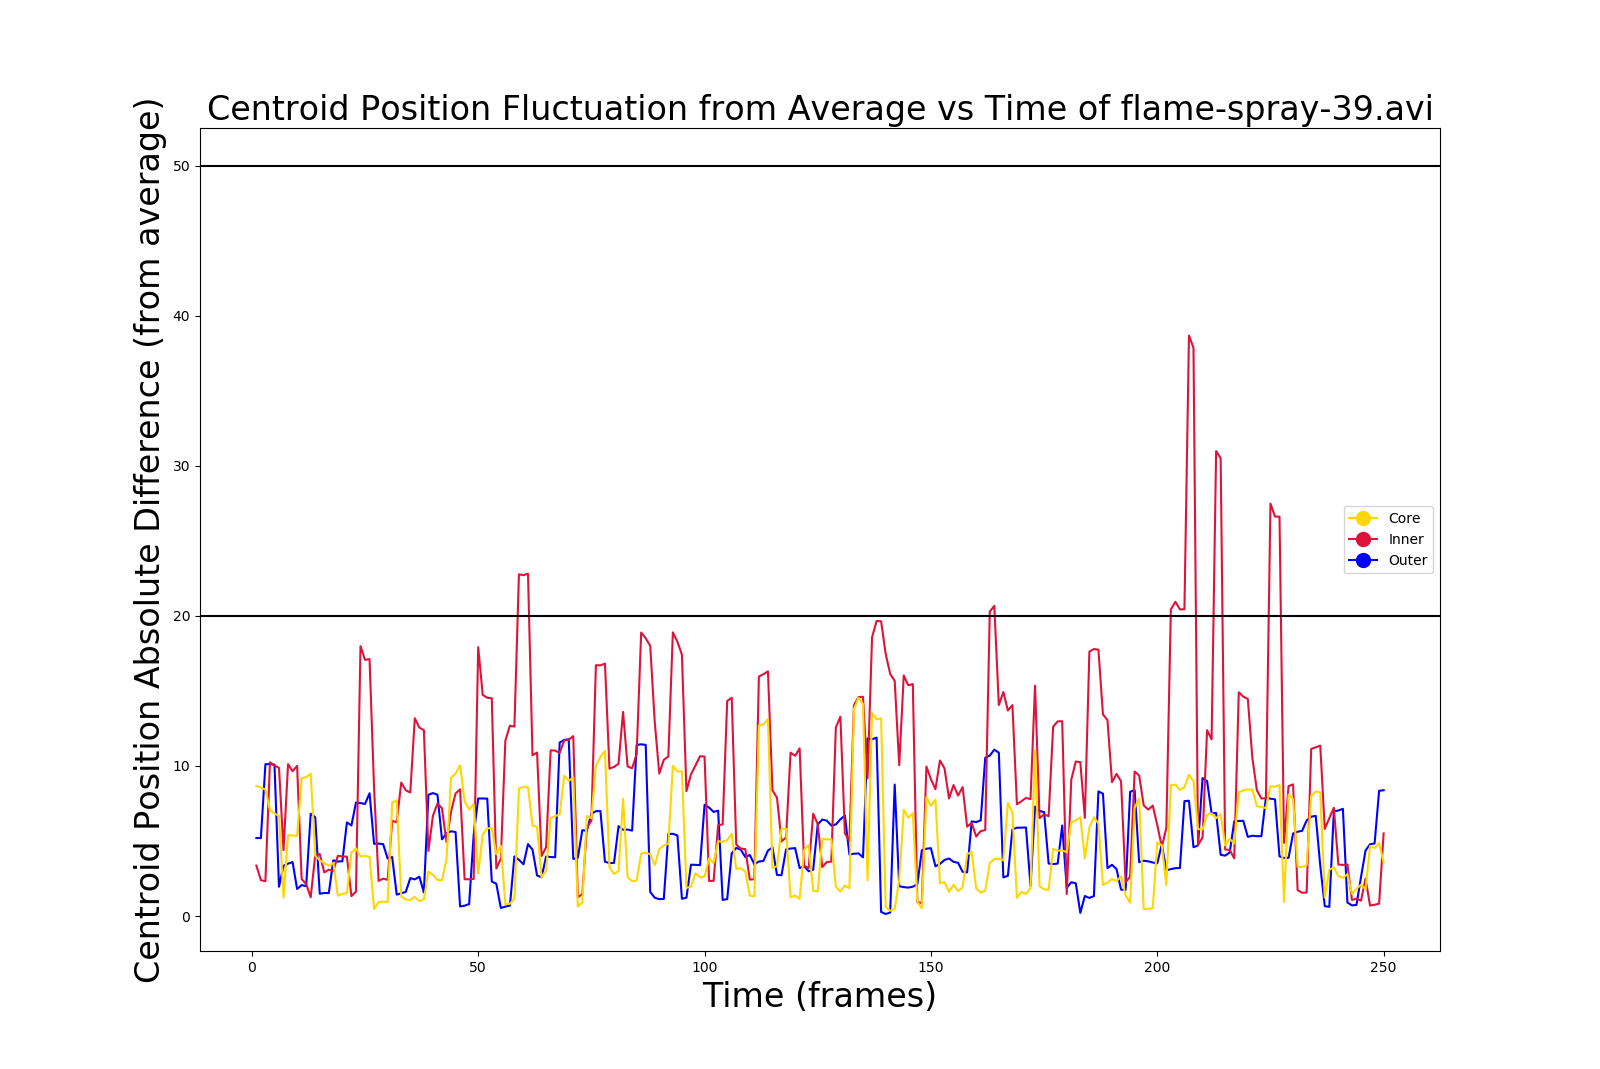 Centroid Position Fluctuation from Average vs Time of flame-spray-39.avi
Centroid Position Absolute Difference (from average)
50
40
30
20
10
0
Core
Inner
Outer
0 50 100 150 200 250
Time (frames)